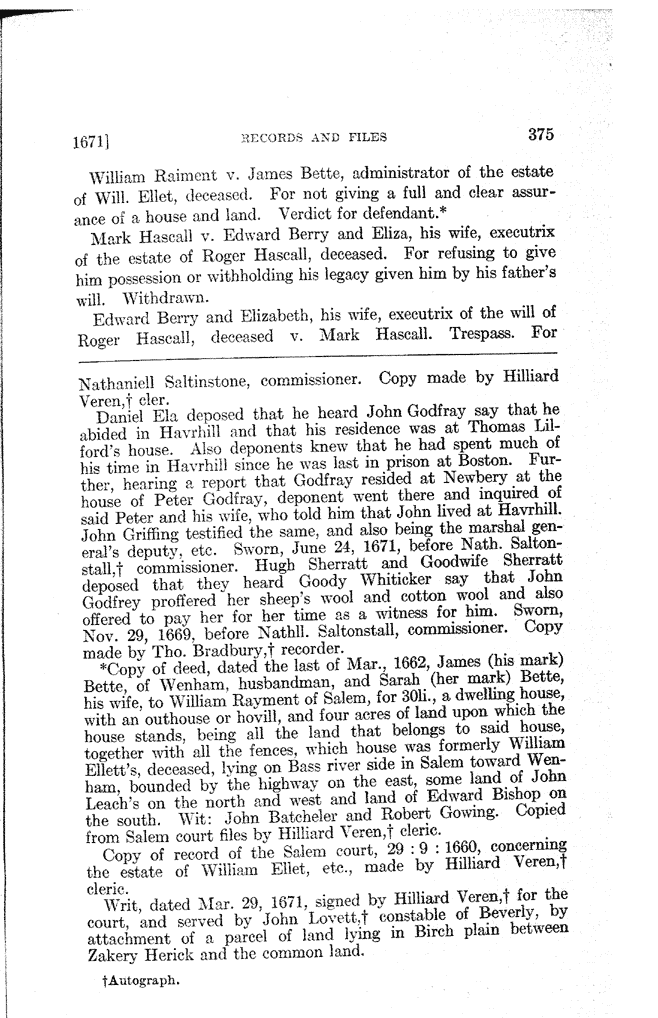 1671] RECORDS AND FILES 375
William Raiment v. James Bette, administrator of the estate
of Will. Ellet, deceased. For not giving a full and clear assur-
ance of a house and land. Verdict for defendant.*
Mark Hascall v. Edward Berry and Eliza, his wife, executrix
of the estate of Roger Hascall, deceased. For refusing to give
him possession or withholding his legacy given him by his father's
will. Withdrawn.
Edward Berry and Elizabeth, his wife, executrix of the will of
Roger Hascall, deceased v. Mark Hascall. Trespass. For
Nathaniell Saltinstone, commissioner. Copy made by Hilliard
Veren,† cler.
Daniel Ela deposed that he heard John Godfray say that he
abided in Havrhill and that his residence was at Thomas Lil-
ford's house. Also deponents knew that he had spent much of
his time in Havrhill since he was last in prison at Boston. Fur-
ther, hearing a report that Godfray resided at Newbery at the
house of Peter Godfray, deponent went there and inquired of
said Peter and his wife, who told him that John lived at Havrhill.
John Griffing testified the same, and also being the marshal gen-
eral's deputy, etc. Sworn, June 24, 1671, before Nath. Salton-
stall,† commissioner. Hugh Sherratt and Goodwife Sherratt
deposed that they heard Goody Whiticker say that John
Godfrey proffered her sheep's wool and cotton wool and also
offered to pay her for her time as a witness for him. Sworn,
Nov. 29, 1669, before Nathll. Saltonstall, commissioner. Copy
made by Tho. Bradbury,† recorder.
*Copy of deed, dated the last of Mar., 1662, James (his mark)
Bette, of Wenham, husbandman, and Sarah (her mark) Bette,
his wife, to William Rayment of Salem, for 30li., a dwelling house,
with an outhouse or hovill, and four acres of land upon which the
house stands, being all the land that belongs to said house,
together with all the fences, which house was formerly William
Ellett's, deceased, lying on Bass river side in Salem toward Wen-
ham, bounded by the highway on the east, some land of John
Leach's on the north and west and land of Edward Bishop on
the south. Wit: John Batcheler and Robert Gowing. Copied
from Salem court files by Hilliard Veren,† cleric.
Copy of record of the Salem court, 29 : 9 : 1660, concerning
the estate of William Ellet, etc., made by Hilliard Veren,†
cleric.
Writ, dated Mar. 29, 1671, signed by Hilliard Veren,† for the
court, and served by John Lovett,† constable of Beverly, by
attachment of a parcel of land lying in Birch plain between
Zakery Herick and the common land.
†Autograph.